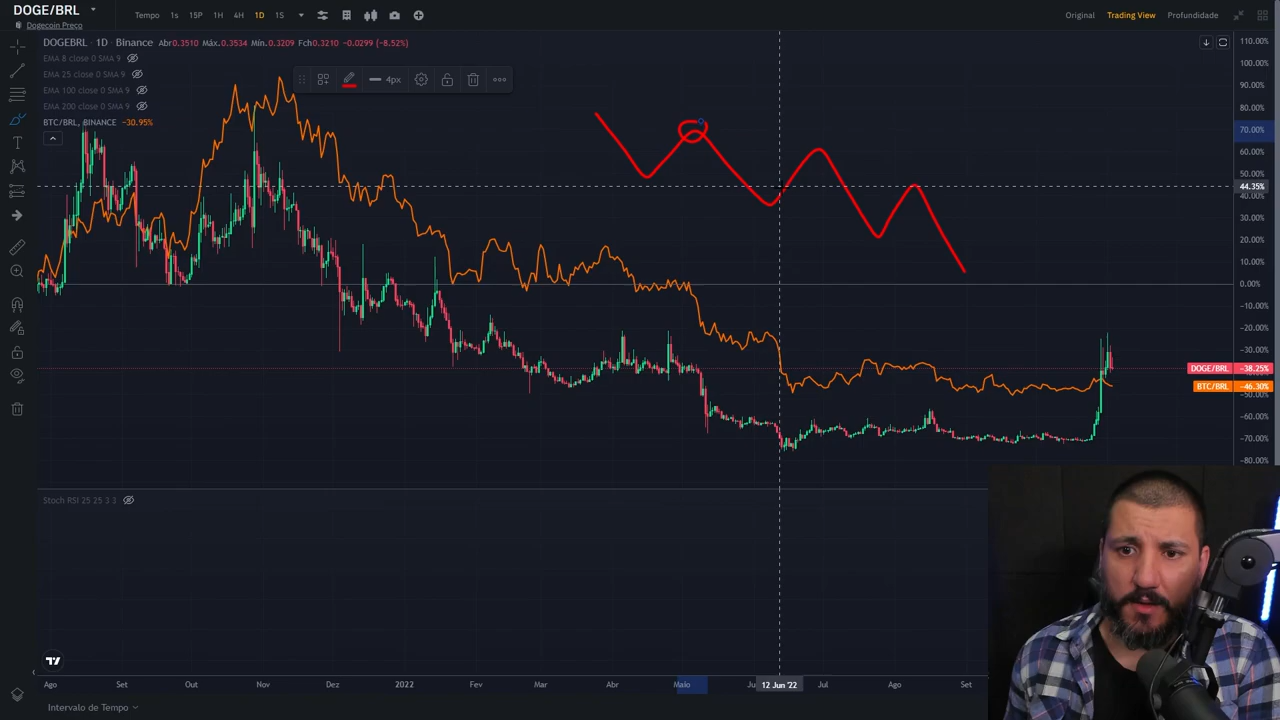 DOGE/BRL
Dogecoin Preço
Tempo 1s 15P 1H 4H 1D 1S
Original Trading View Profundidade
DOGEBRL · 1D · Binance Abr0.3510 Máx.0.3534 Mín.0.3209 Fch0.3210 -0.0299 (-8.52%)
EMA 8 close 0 SMA 9
EMA 25 close 0 SMA 9
EMA 100 close 0 SMA 9
EMA 200 close 0 SMA 9
BTC/BRL, BINANCE -30.95%
4px
110.00%
100.00%
90.00%
80.00%
70.00%
60.00%
50.00%
44.35%
40.00%
30.00%
20.00%
10.00%
0.00%
-10.00%
-20.00%
-30.00%
DOGE/BRL -38.25%
BTC/BRL -46.30%
-50.00%
-60.00%
-70.00%
-80.00%
Stoch RSI 25 25 3 3
Ago Set Out Nov Dez 2022 Fev Mar Abr Maio 12 Jun '22 Jul Ago Set
Intervalo de Tempo